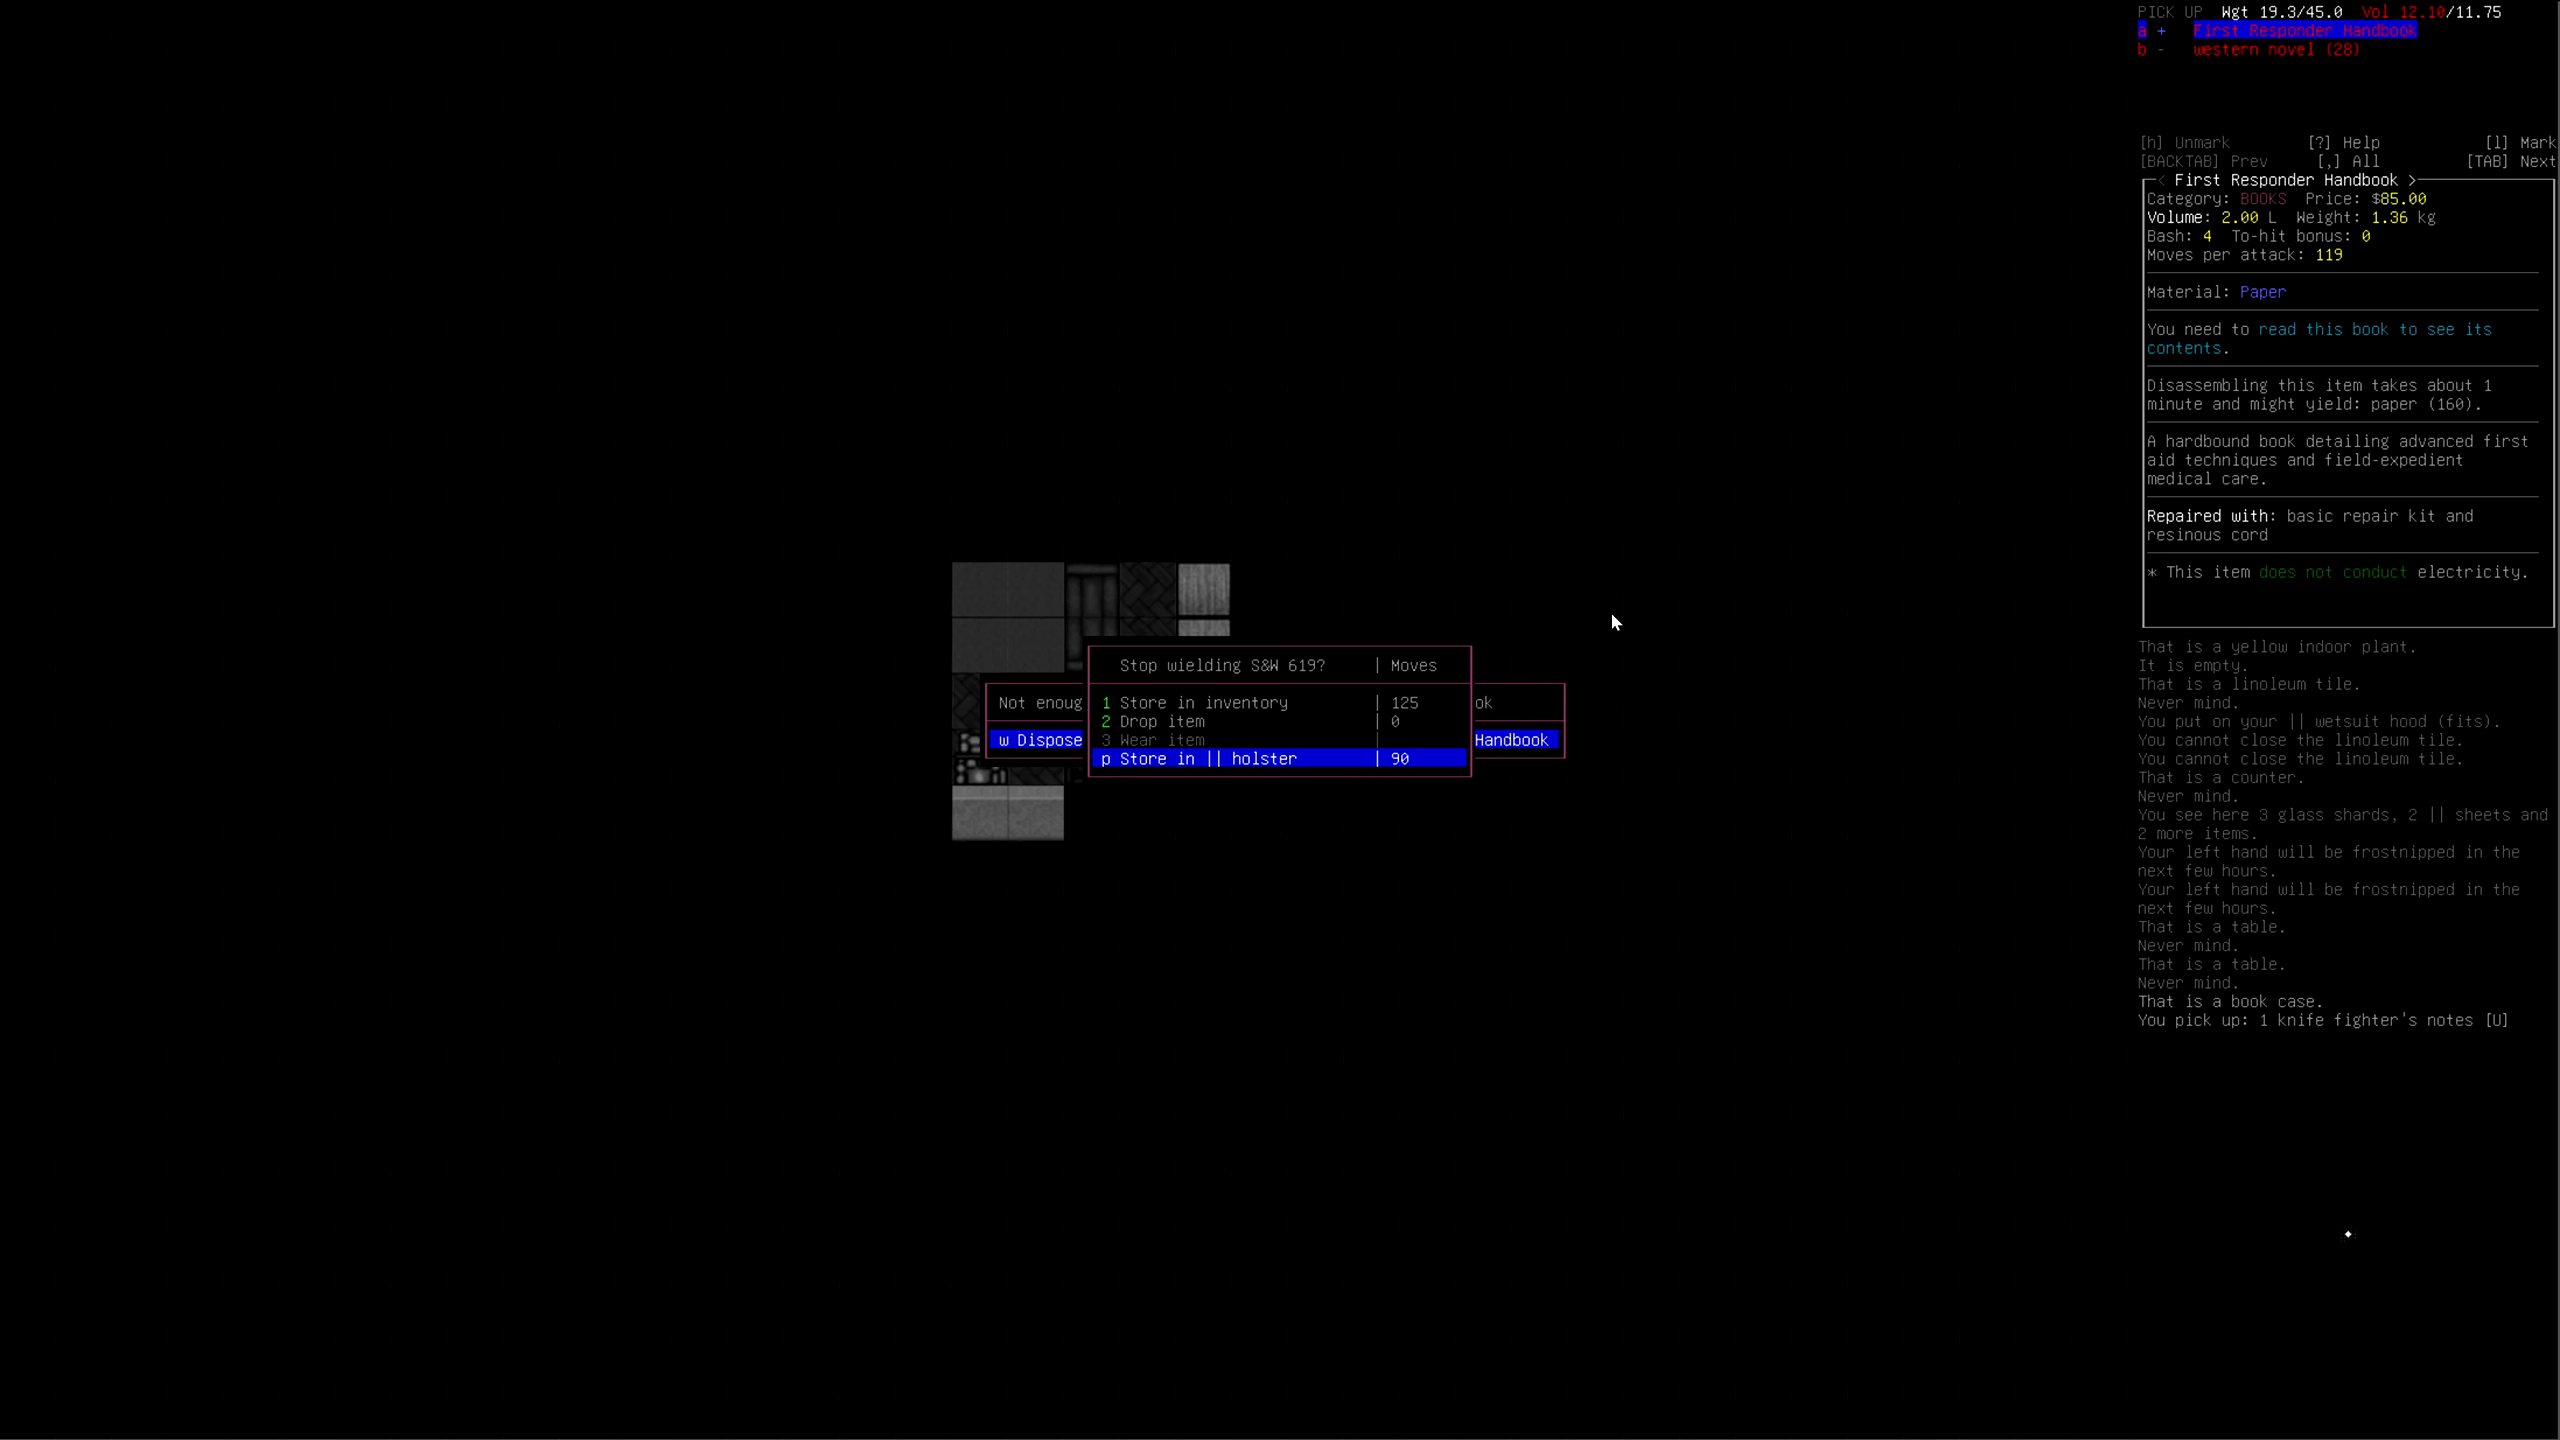 PICK UP  Wgt 19.3/45.0  Vol 12.10/11.75
a +   First Responder Handbook
b -   western novel (28)
[h] Unmark  [?] Help  [l] Mark
[BACKTAB] Prev  [,] All  [TAB] Next
< First Responder Handbook >
Category: BOOKS  Price: $85.00
Volume: 2.00 L  Weight: 1.36 kg
Bash: 4  To-hit bonus: 0
Moves per attack: 119
Material: Paper
You need to read this book to see its
contents.
Disassembling this item takes about 1
minute and might yield: paper (160).
A hardbound book detailing advanced first
aid techniques and field-expedient
medical care.
Repaired with: basic repair kit and
resinous cord
* This item does not conduct electricity.
Stop wielding S&W 619?  | Moves
1 Store in inventory  | 125
2 Drop item  | 0
3 Wear item  |
p Store in || holster  | 90
Not enoug
ok
w Dispose
Handbook
That is a yellow indoor plant.
It is empty.
That is a linoleum tile.
Never mind.
You put on your || wetsuit hood (fits).
You cannot close the linoleum tile.
You cannot close the linoleum tile.
That is a counter.
Never mind.
You see here 3 glass shards, 2 || sheets and
2 more items.
Your left hand will be frostnipped in the
next few hours.
Your left hand will be frostnipped in the
next few hours.
That is a table.
Never mind.
That is a table.
Never mind.
That is a book case.
You pick up: 1 knife fighter's notes [U]